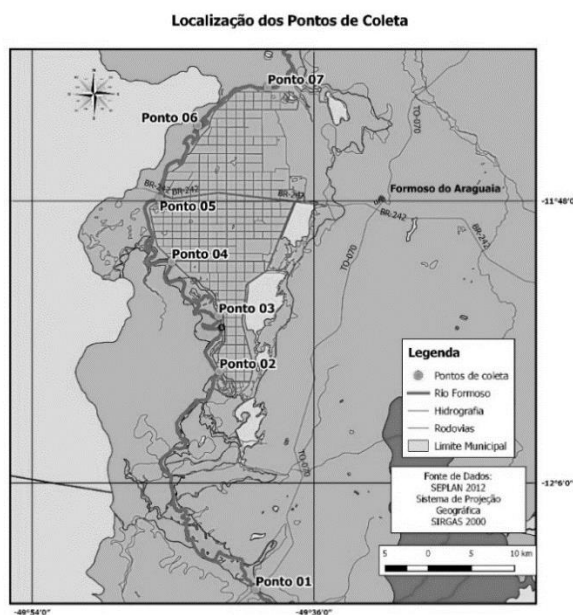 Localização dos Pontos de Coleta
Ponto 07
Ponto 06
TO-070
BR-242
BR-242
BR-242
Formoso do Araguaia
Ponto 05
BR-242
-11°48'0"
BR-242
Ponto 04
TO-070
Ponto 03
Ponto 02
Legenda
Pontos de coleta
Rio Formoso
Hidrografia
Rodovias
Limite Municipal
TO-070
Fonte de Dados:
SEPLAN 2012
Sistema de Projeção
Geográfica
SIRGAS 2000
-12°6'0"
5 0 5 10 km
Ponto 01
-49°54'0" -49°36'0"